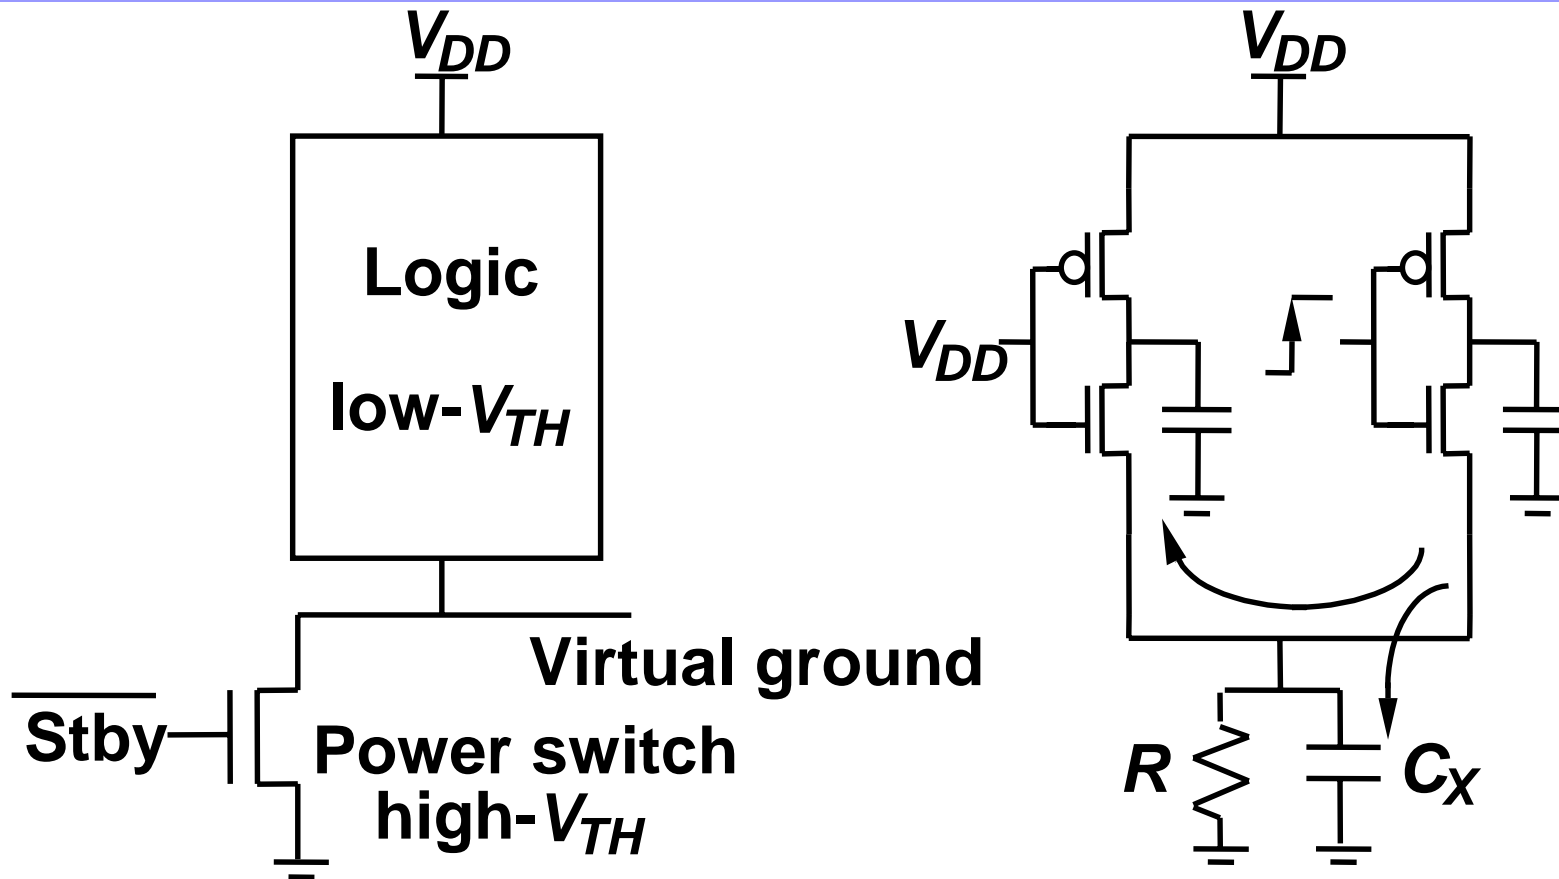 VDD
Logic
low-VTH
Virtual ground
Stby
Power switch
high-VTH
VDD
VDD
R
CX